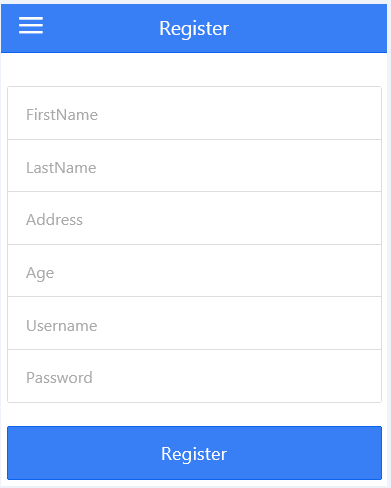 Register
FirstName
LastName
Address
Age
Username
Password
Register